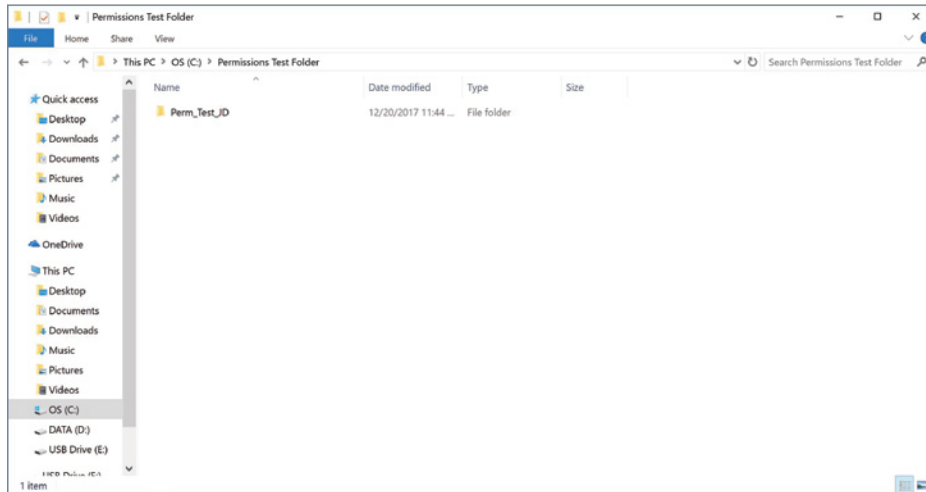 Permissions Test Folder
File Home Share View
This PC > OS (C:) > Permissions Test Folder
Search Permissions Test Folder
Name Date modified Type Size
Quick access
Perm_Test_JD 12/20/2017 11:44 ... File folder
Desktop
Downloads
Documents
Pictures
Music
Videos
OneDrive
This PC
Desktop
Documents
Downloads
Music
Pictures
Videos
OS (C:)
DATA (D:)
USB Drive (E:)
1 item